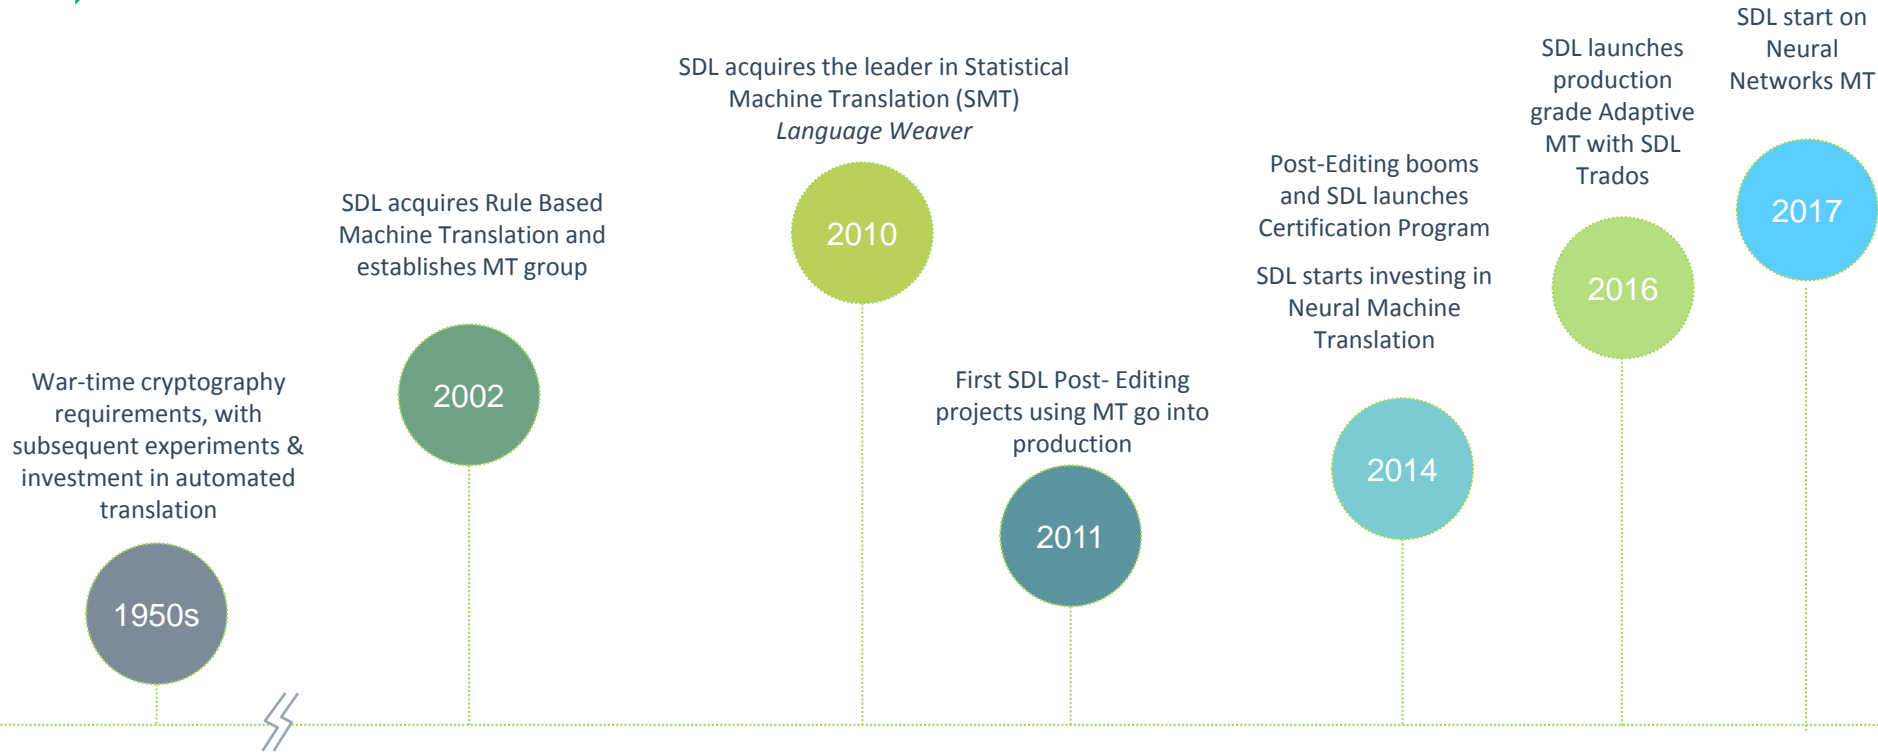 War-time cryptography
requirements, with
subsequent experiments &
investment in automated
translation
1950s
SDL acquires Rule Based
Machine Translation and
establishes MT group
2002
SDL acquires the leader in Statistical
Machine Translation (SMT)
Language Weaver
2010
First SDL Post- Editing
projects using MT go into
production
2011
Post-Editing booms
and SDL launches
Certification Program
SDL starts investing in
Neural Machine
Translation
2014
SDL launches
production
grade Adaptive
MT with SDL
Trados
2016
SDL start on
Neural
Networks MT
2017